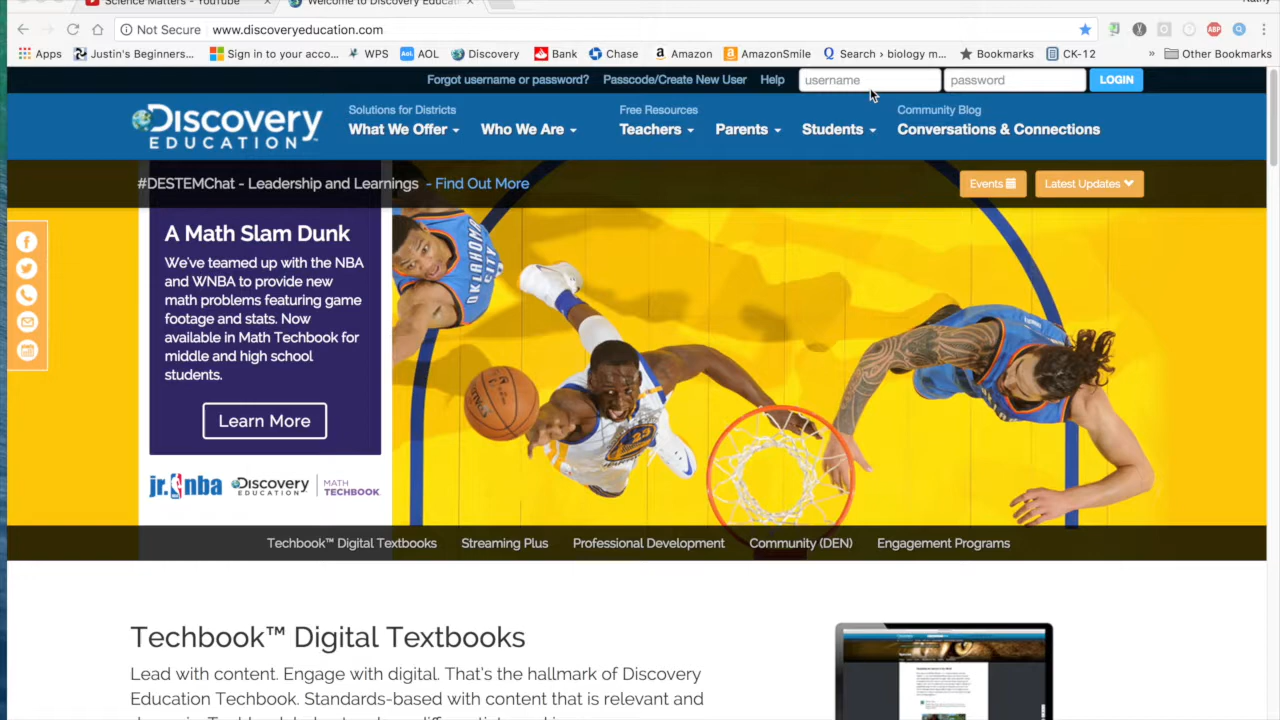 Science Matters - YouTube
Welcome to Discovery Educati
Kathy
Not Secure www.discoveryeducation.com
Apps Justin's Beginners... Sign in to your acco... WPS AOL Discovery Bank Chase Amazon AmazonSmile Search › biology m... Bookmarks CK-12 » Other Bookmarks
Forgot username or password? Passcode/Create New User Help username password LOGIN
Solutions for Districts Free Resources Community Blog
Discovery EDUCATION What We Offer Who We Are Teachers Parents Students Conversations & Connections
#DESTEMChat - Leadership and Learnings - Find Out More Events Latest Updates
A Math Slam Dunk
We've teamed up with the NBA
and WNBA to provide new
math problems featuring game
footage and stats. Now
available in Math Techbook for
middle and high school
students.
Learn More
jr. nba Discovery EDUCATION MATH TECHBOOK
OKLAHOMA CITY
23
SPALDING
Techbook™ Digital Textbooks Streaming Plus Professional Development Community (DEN) Engagement Programs
Techbook™ Digital Textbooks
Lead with content. Engage with digital. That's the hallmark of Discovery
Education Techbook. Standards-based with content that is relevant and